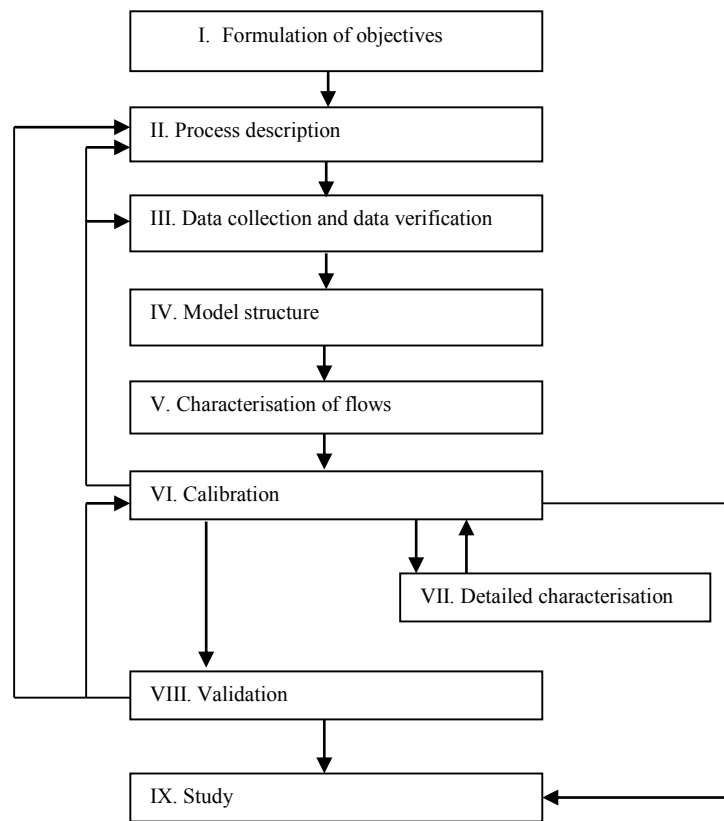 I. Formulation of objectives
II. Process description
III. Data collection and data verification
IV. Model structure
V. Characterisation of flows
VI. Calibration
VII. Detailed characterisation
VIII. Validation
IX. Study